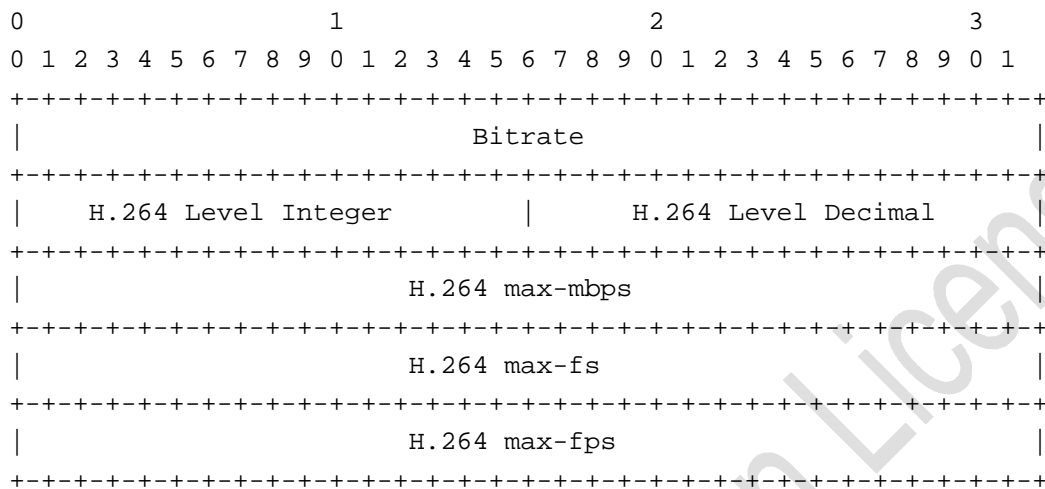 0                   1                   2                   3
0 1 2 3 4 5 6 7 8 9 0 1 2 3 4 5 6 7 8 9 0 1 2 3 4 5 6 7 8 9 0 1
+-+-+-+-+-+-+-+-+-+-+-+-+-+-+-+-+-+-+-+-+-+-+-+-+-+-+-+-+-+-+-+-+
|                            Bitrate                            |
+-+-+-+-+-+-+-+-+-+-+-+-+-+-+-+-+-+-+-+-+-+-+-+-+-+-+-+-+-+-+-+-+
|    H.264 Level Integer        |      H.264 Level Decimal      |
+-+-+-+-+-+-+-+-+-+-+-+-+-+-+-+-+-+-+-+-+-+-+-+-+-+-+-+-+-+-+-+-+
|                        H.264 max-mbps                         |
+-+-+-+-+-+-+-+-+-+-+-+-+-+-+-+-+-+-+-+-+-+-+-+-+-+-+-+-+-+-+-+-+
|                        H.264 max-fs                           |
+-+-+-+-+-+-+-+-+-+-+-+-+-+-+-+-+-+-+-+-+-+-+-+-+-+-+-+-+-+-+-+-+
|                        H.264 max-fps                          |
+-+-+-+-+-+-+-+-+-+-+-+-+-+-+-+-+-+-+-+-+-+-+-+-+-+-+-+-+-+-+-+-+